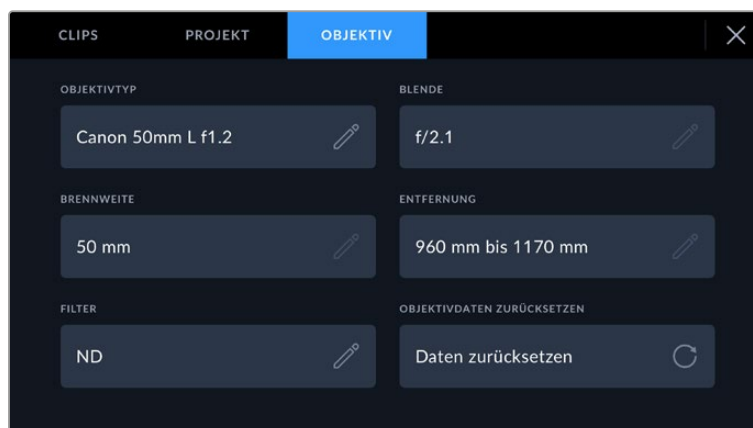 CLIPS PROJEKT OBJEKTIV
OBJEKTIVTYP BLENDE
Canon 50mm L f1.2 f/2.1
BRENNWEITE ENTFERNUNG
50 mm 960 mm bis 1170 mm
FILTER OBJEKTIVDATEN ZURÜCKSETZEN
ND Daten zurücksetzen